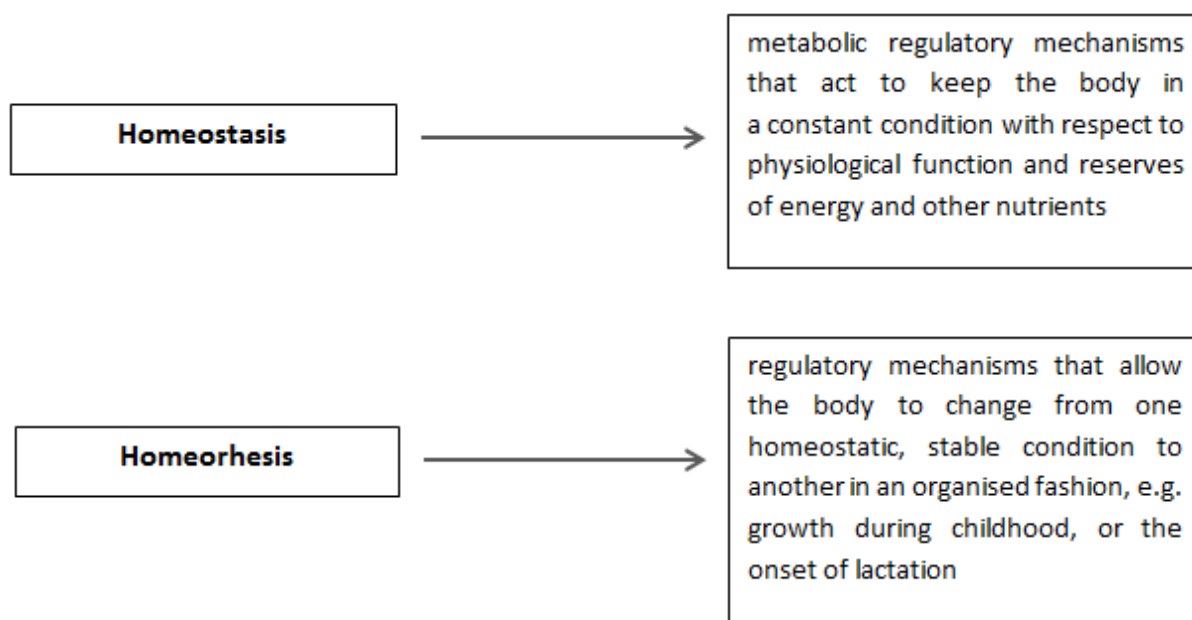 Homeostasis
metabolic regulatory mechanisms
that act to keep the body in
a constant condition with respect to
physiological function and reserves
of energy and other nutrients
Homeorhesis
regulatory mechanisms that allow
the body to change from one
homeostatic, stable condition to
another in an organised fashion, e.g.
growth during childhood, or the
onset of lactation